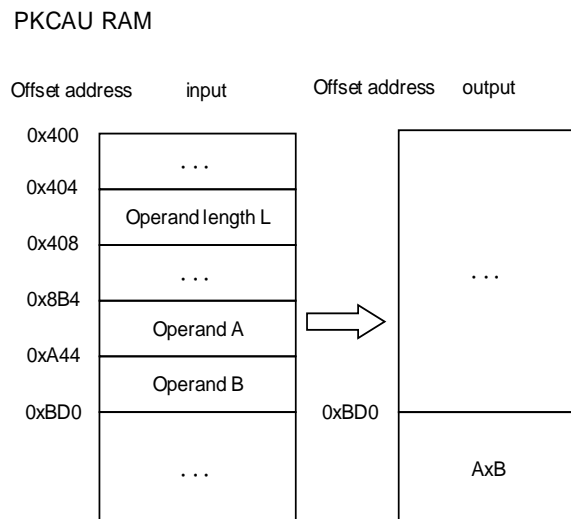 PKCAU RAM
Offset address input Offset address output
0x400
. . .
0x404
Operand length L
0x408
. . .
0x8B4
Operand A
0xA44
Operand B
0xBD0
. . .
. . .
0xBD0
AxB